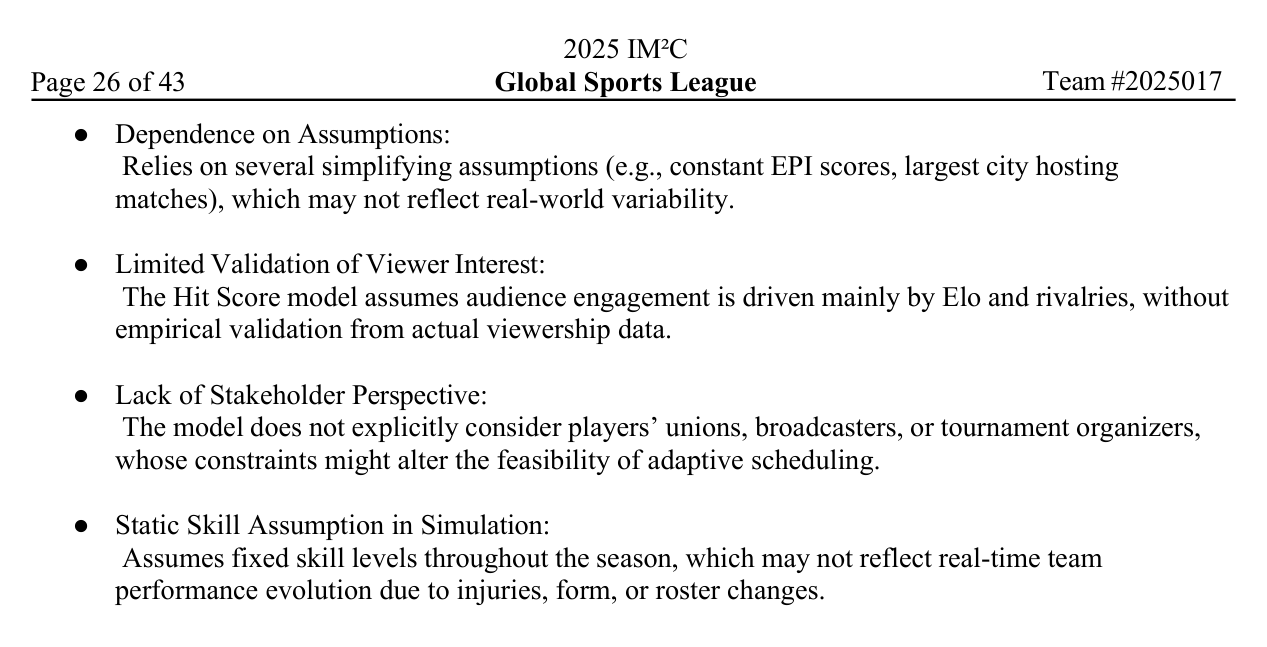 2025 IM²C
Page 26 of 43 Global Sports League Team #2025017
● Dependence on Assumptions:
Relies on several simplifying assumptions (e.g., constant EPI scores, largest city hosting
matches), which may not reflect real-world variability.
● Limited Validation of Viewer Interest:
The Hit Score model assumes audience engagement is driven mainly by Elo and rivalries, without
empirical validation from actual viewership data.
● Lack of Stakeholder Perspective:
The model does not explicitly consider players’ unions, broadcasters, or tournament organizers,
whose constraints might alter the feasibility of adaptive scheduling.
● Static Skill Assumption in Simulation:
Assumes fixed skill levels throughout the season, which may not reflect real-time team
performance evolution due to injuries, form, or roster changes.